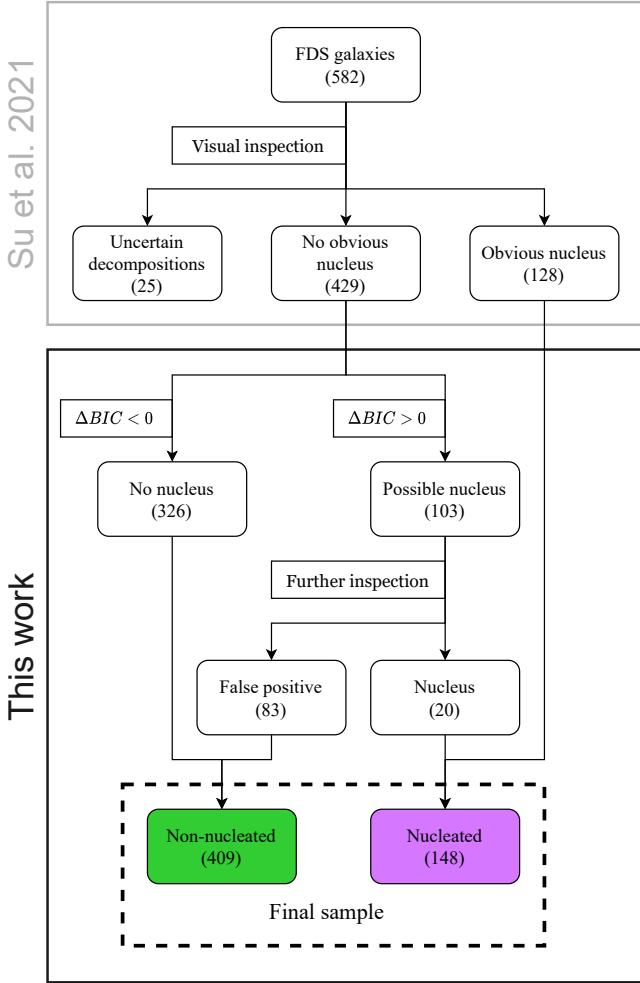 Su et al. 2021
FDS galaxies
(582)
Visual inspection
Uncertain
decompositions
(25)
No obvious
nucleus
(429)
Obvious nucleus
(128)
This work
ΔBIC < 0
ΔBIC > 0
No nucleus
(326)
Possible nucleus
(103)
Further inspection
False positive
(83)
Nucleus
(20)
Non-nucleated
(409)
Nucleated
(148)
Final sample